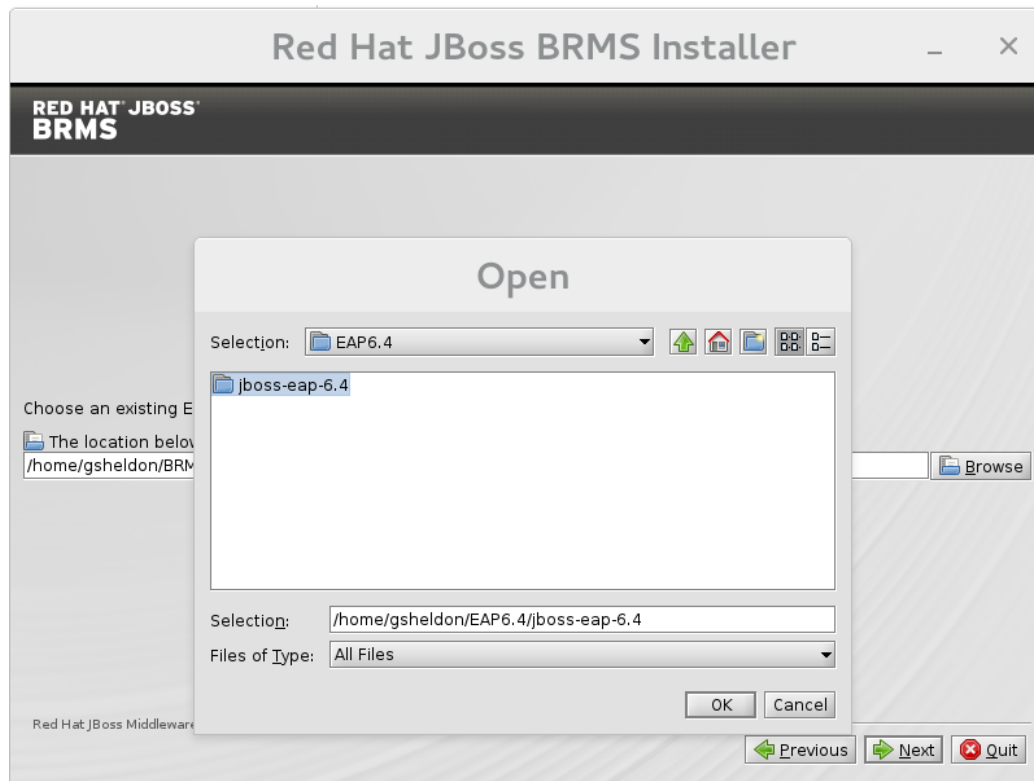 Red Hat JBoss BRMS Installer
RED HAT JBOSS
BRMS
Open
Selection: EAP6.4
jboss-eap-6.4
Choose an existing E
The location below
/home/gsheldon/BRM
Browse
Selection: /home/gsheldon/EAP6.4/jboss-eap-6.4
Files of Type: All Files
OK Cancel
Red Hat JBoss Middleware
Previous Next Quit